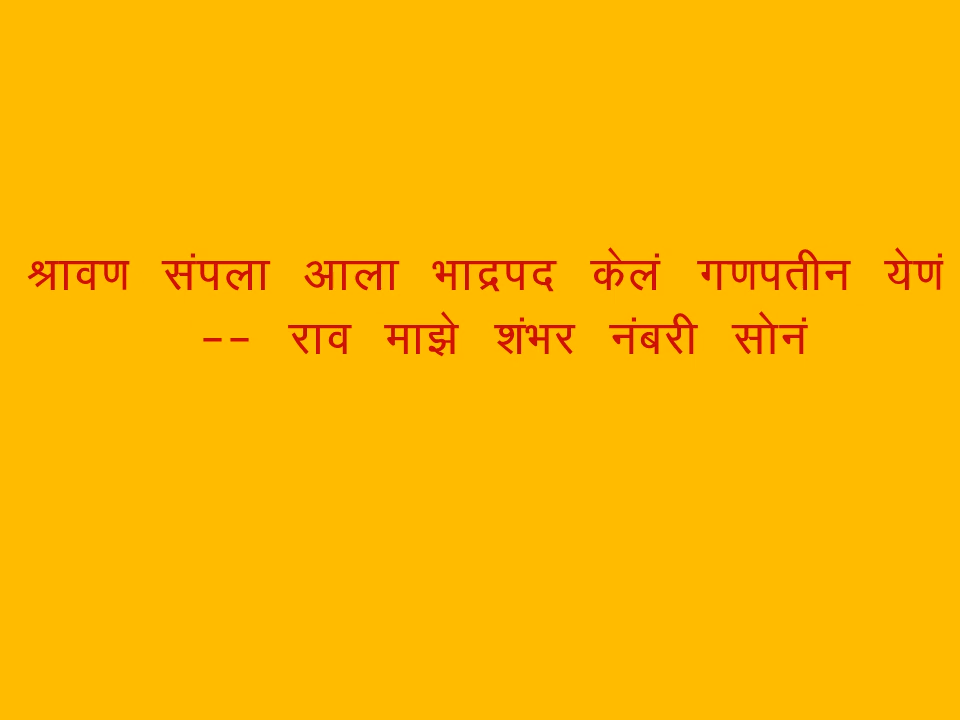 श्रावण संपला आला भाद्रपद केलं गणपतीन येणं
-- राव माझे शंभर नंबरी सोनं